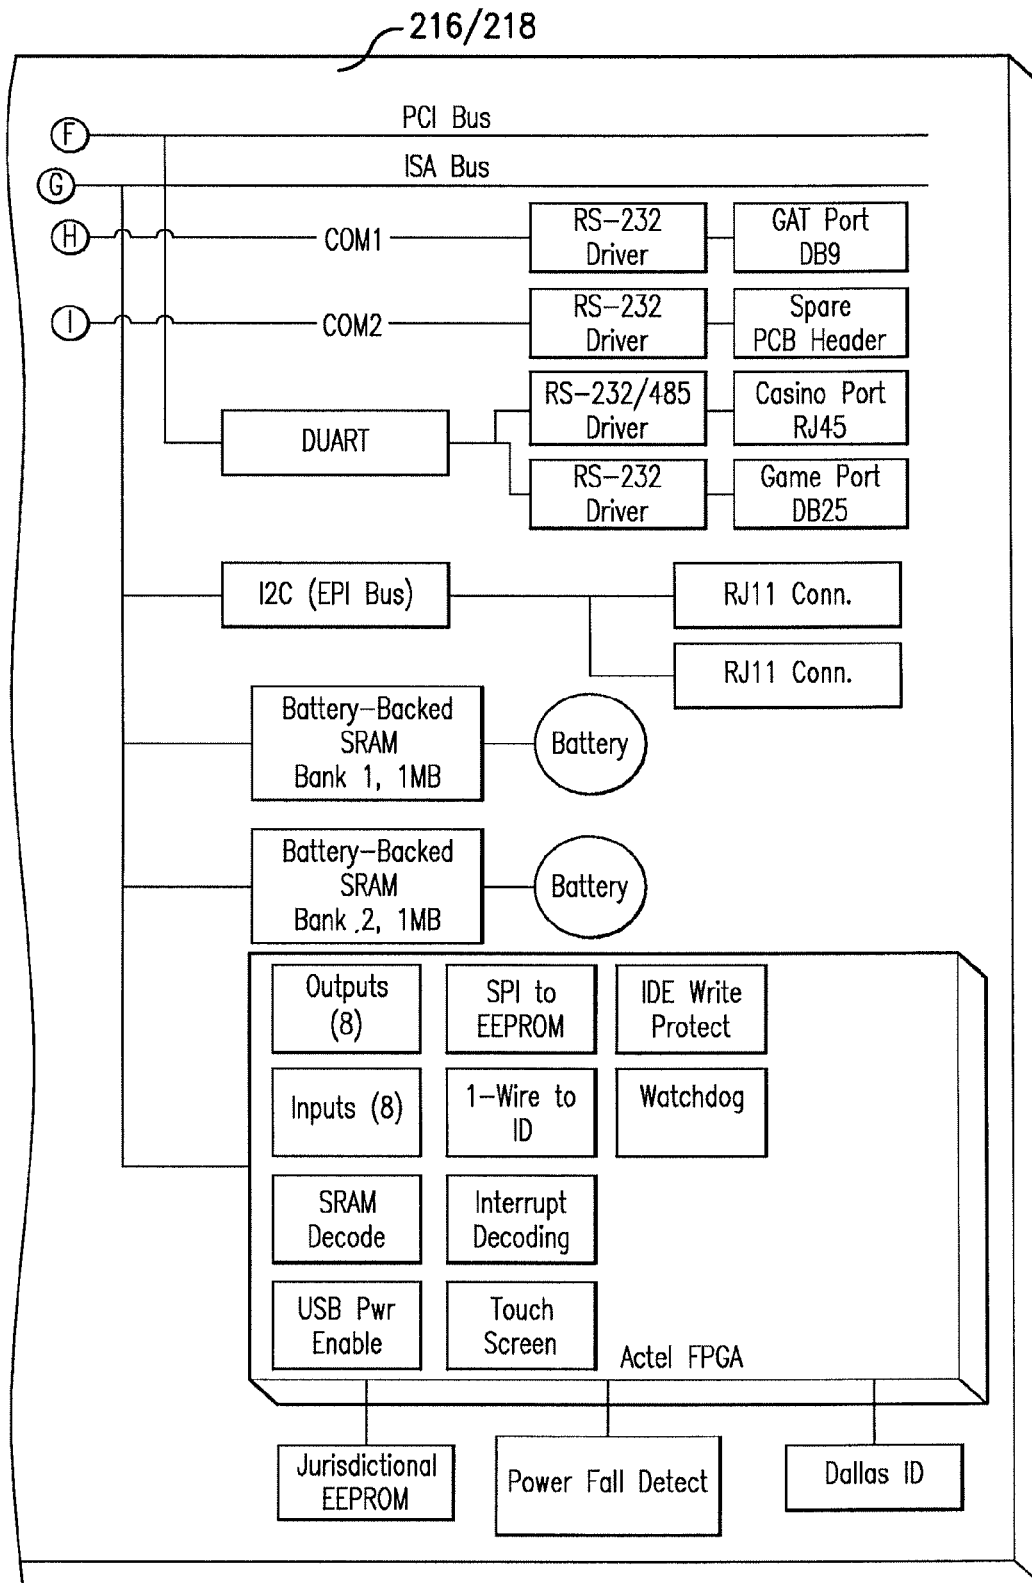 216/218
F
PCI Bus
G
ISA Bus
H
COM1
RS-232
Driver
GAT Port
DB9
I
COM2
RS-232
Driver
Spare
PCB Header
DUART
RS-232/485
Driver
Casino Port
RJ45
RS-232
Driver
Game Port
DB25
I2C (EPI Bus)
RJ11 Conn.
RJ11 Conn.
Battery-Backed
SRAM
Bank 1, 1MB
Battery
Battery-Backed
SRAM
Bank 2, 1MB
Battery
Outputs
(8)
SPI to
EEPROM
IDE Write
Protect
Inputs (8)
1-Wire to
ID
Watchdog
SRAM
Decode
Interrupt
Decoding
USB Pwr
Enable
Touch
Screen
Actel FPGA
Jurisdictional
EEPROM
Power Fall Detect
Dallas ID